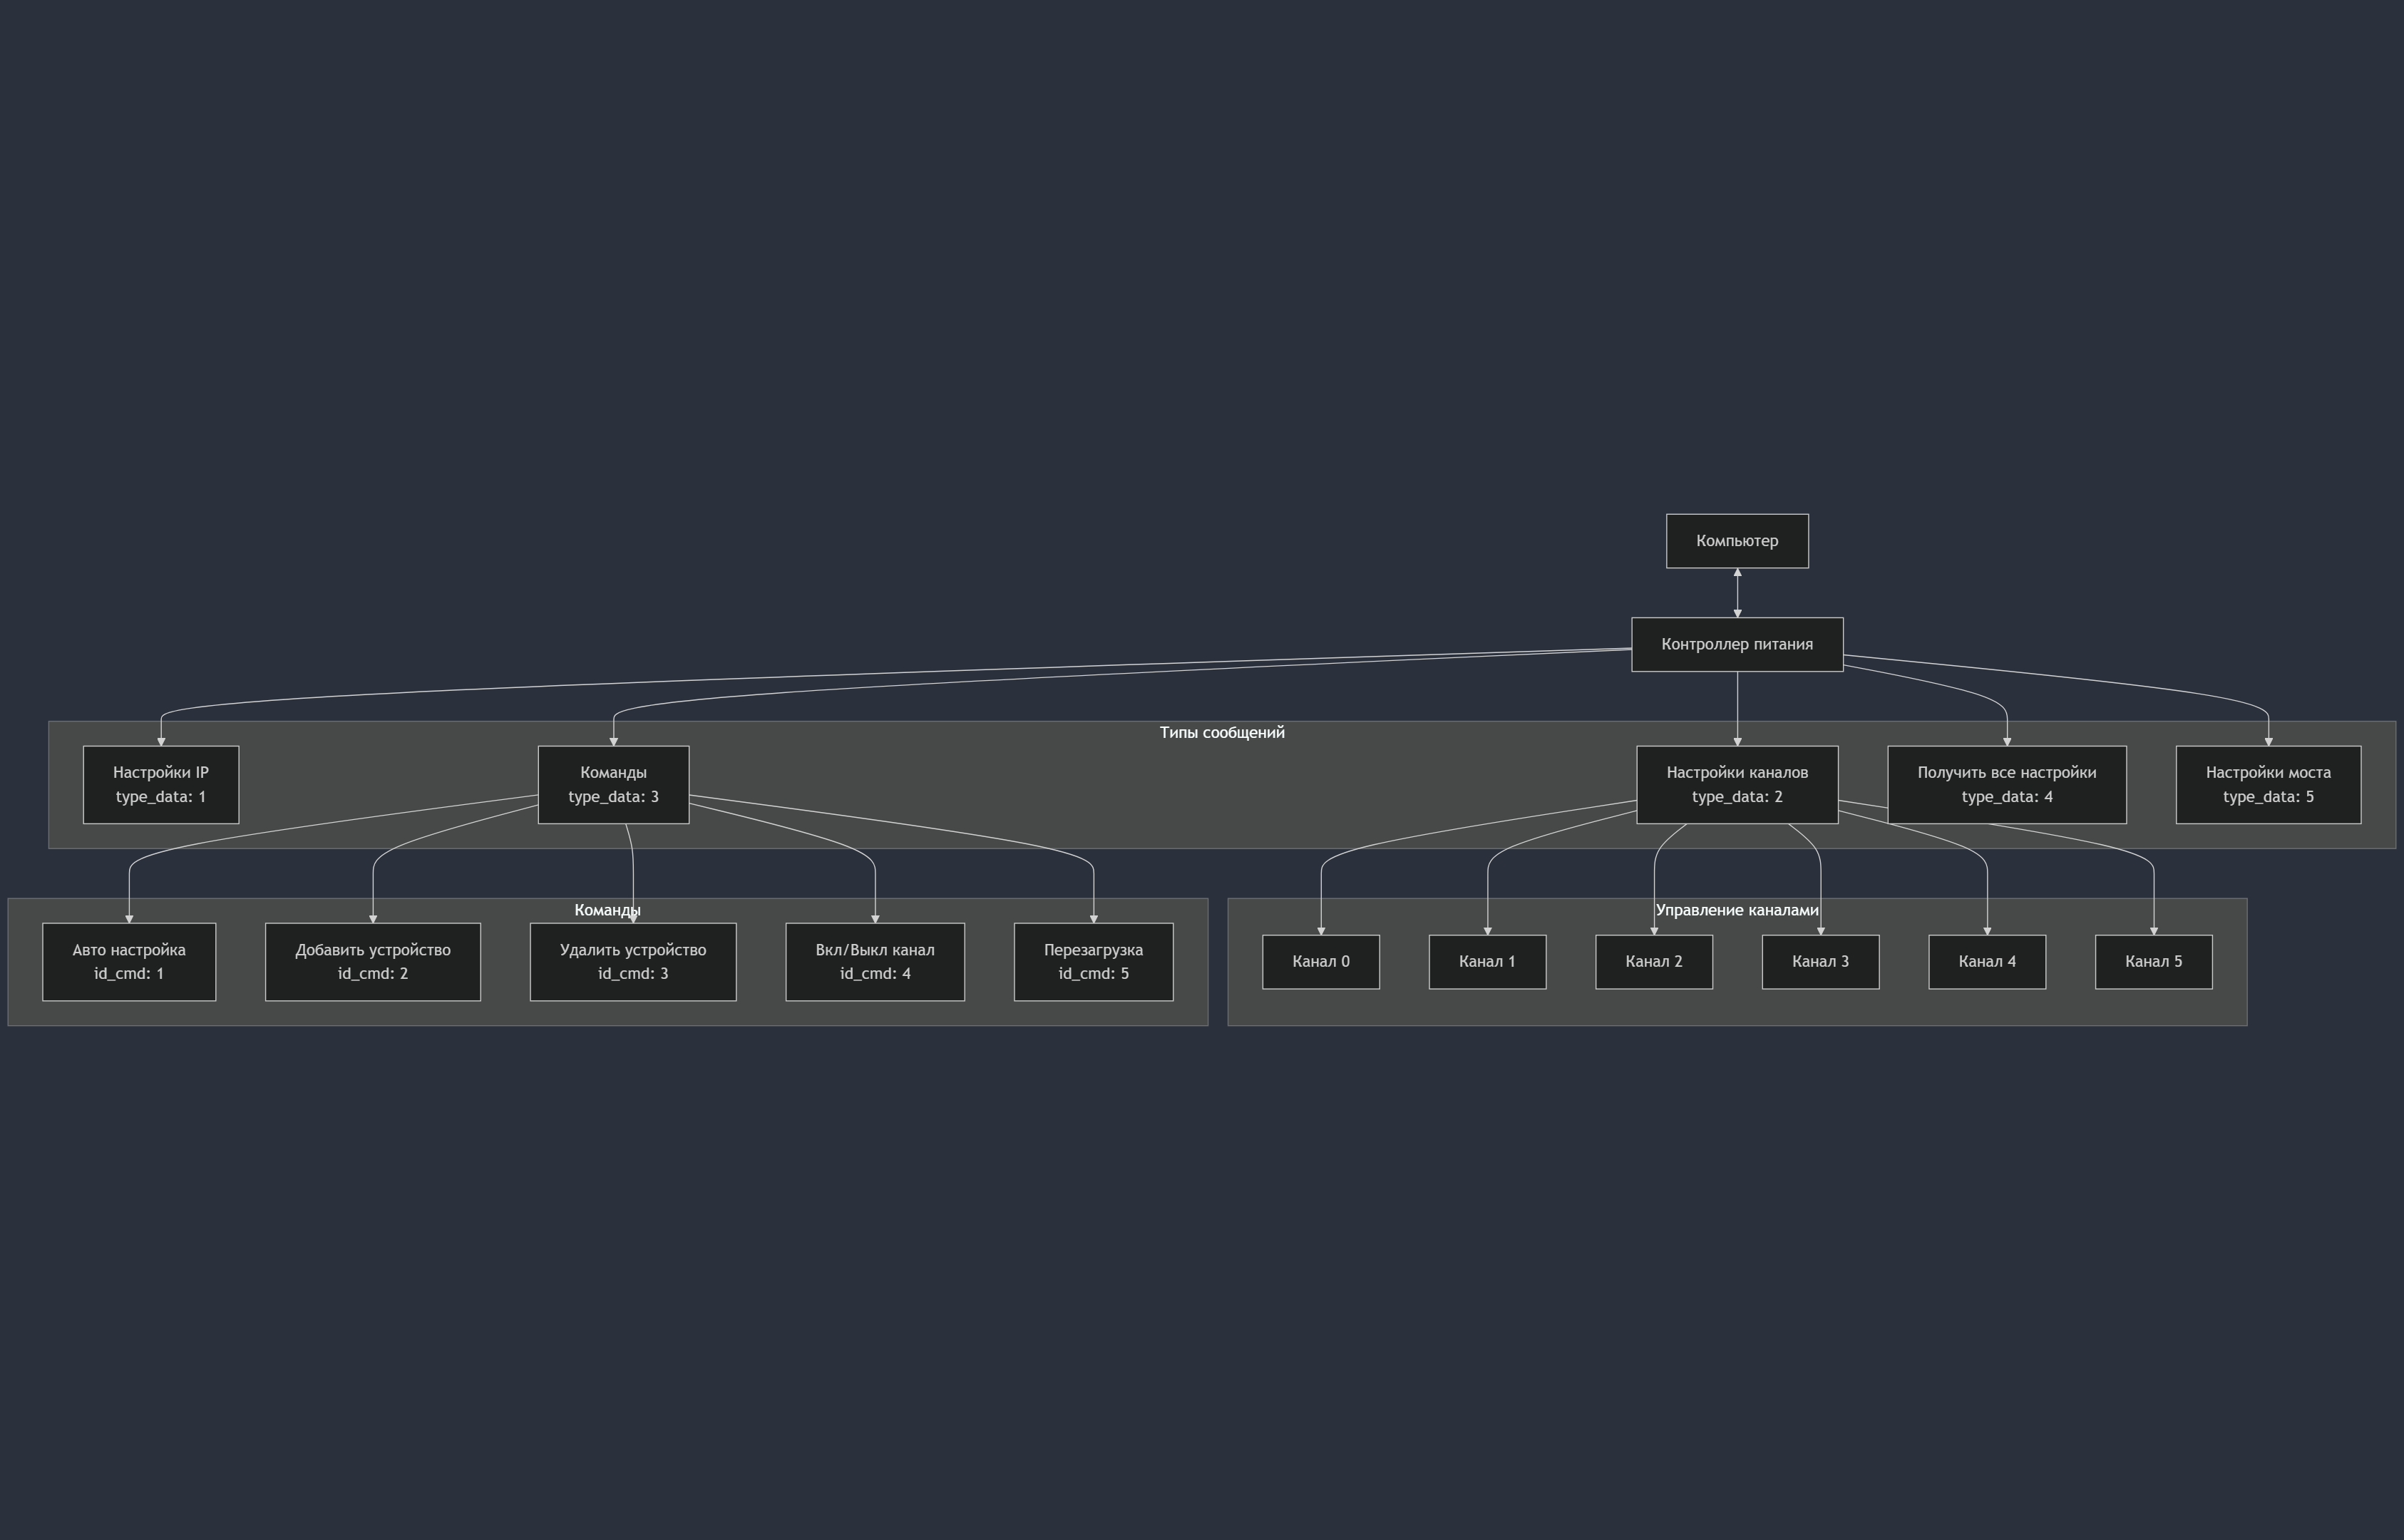 Компьютер
Контроллер питания
Типы сообщений
Настройки IP
type_data: 1
Команды
type_data: 3
Настройки каналов
type_data: 2
Получить все настройки
type_data: 4
Настройки моста
type_data: 5
Команды
Авто настройка
id_cmd: 1
Добавить устройство
id_cmd: 2
Удалить устройство
id_cmd: 3
Вкл/Выкл канал
id_cmd: 4
Перезагрузка
id_cmd: 5
Управление каналами
Канал 0
Канал 1
Канал 2
Канал 3
Канал 4
Канал 5